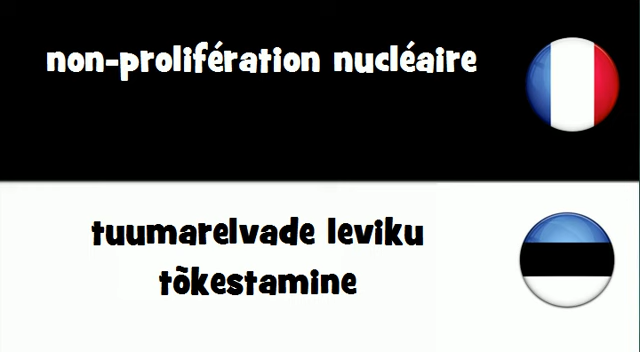 non-prolifération nucléaire
tuumarelvade leviku
tõkestamine